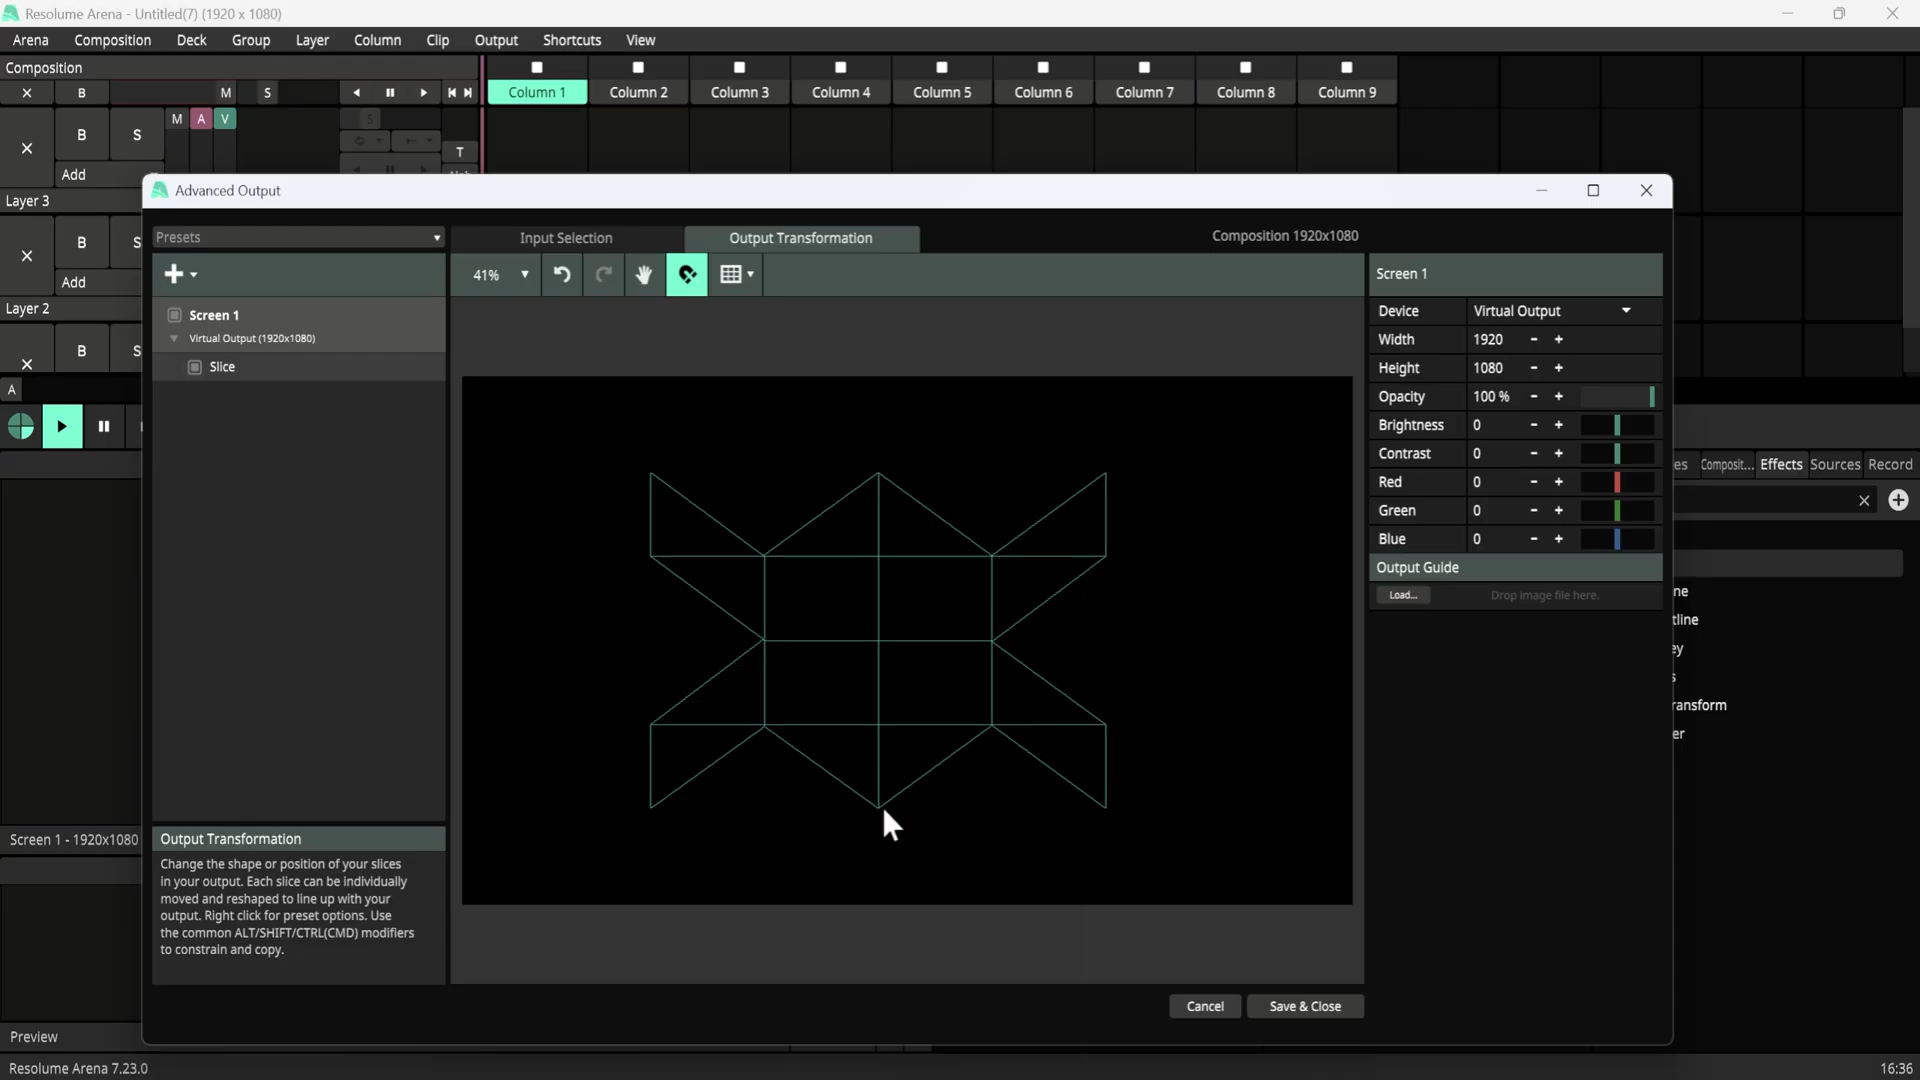 Resolume Arena - Untitled(7) (1920 x 1080)
Arena Composition Deck Group Layer Column Clip Output Shortcuts View
Composition
B M S
Column 1 Column 2 Column 3 Column 4 Column 5 Column 6 Column 7 Column 8 Column 9
M A V S
B S
T
Add
Layer 3
B S
Add
Layer 2
B S
A
Screen 1 - 1920x1080
Preview
Resolume Arena 7.23.0
Advanced Output
Presets
Input Selection Output Transformation
Composition 1920x1080
41%
Screen 1
Virtual Output (1920x1080)
Slice
Output Transformation
Change the shape or position of your slices
in your output. Each slice can be individually
moved and reshaped to line up with your
output. Right click for preset options. Use
the common ALT/SHIFT/CTRL(CMD) modifiers
to constrain and copy.
Screen 1
Device Virtual Output
Width 1920 - +
Height 1080 - +
Opacity 100 % - +
Brightness 0 - +
Contrast 0 - +
Red 0 - +
Green 0 - +
Blue 0 - +
Output Guide
Load... Drop image file here.
Cancel Save & Close
es Composit... Effects Sources Record
ne
tline
ey
s
ransform
er
16:36